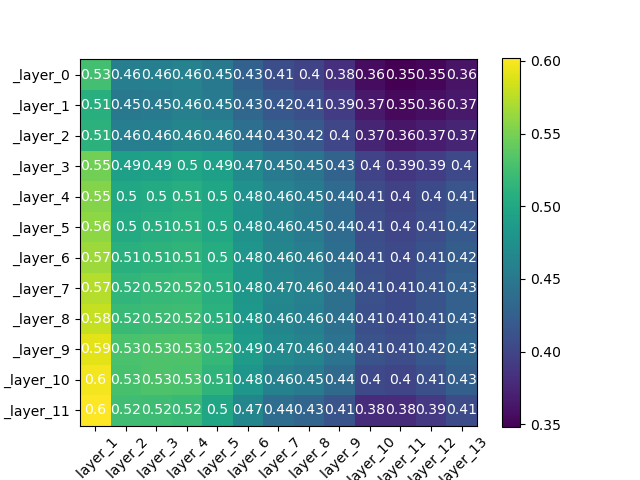 _layer_0 0.53 0.46 0.46 0.46 0.45 0.43 0.41 0.4 0.38 0.36 0.35 0.35 0.36
_layer_1 0.51 0.45 0.45 0.46 0.45 0.43 0.42 0.41 0.39 0.37 0.35 0.36 0.37
_layer_2 0.51 0.46 0.46 0.46 0.46 0.44 0.43 0.42 0.4 0.37 0.36 0.37 0.37
_layer_3 0.55 0.49 0.49 0.5 0.49 0.47 0.45 0.45 0.43 0.4 0.39 0.39 0.4
_layer_4 0.55 0.5 0.5 0.51 0.5 0.48 0.46 0.45 0.44 0.41 0.4 0.4 0.41
_layer_5 0.56 0.5 0.51 0.51 0.5 0.48 0.46 0.45 0.44 0.41 0.4 0.41 0.42
_layer_6 0.57 0.51 0.51 0.51 0.5 0.48 0.46 0.46 0.44 0.41 0.4 0.41 0.42
_layer_7 0.57 0.52 0.52 0.52 0.51 0.48 0.47 0.46 0.44 0.41 0.41 0.41 0.43
_layer_8 0.58 0.52 0.52 0.52 0.51 0.48 0.46 0.46 0.44 0.41 0.41 0.41 0.43
_layer_9 0.59 0.53 0.53 0.53 0.52 0.49 0.47 0.46 0.44 0.41 0.41 0.42 0.43
_layer_10 0.6 0.53 0.53 0.53 0.51 0.48 0.46 0.45 0.44 0.4 0.4 0.41 0.43
_layer_11 0.6 0.52 0.52 0.52 0.5 0.47 0.44 0.43 0.41 0.38 0.38 0.39 0.41
layer_1 layer_2 layer_3 layer_4 layer_5 layer_6 layer_7 layer_8 layer_9 layer_10 layer_11 layer_12 layer_13
0.60
0.55
0.50
0.45
0.40
0.35